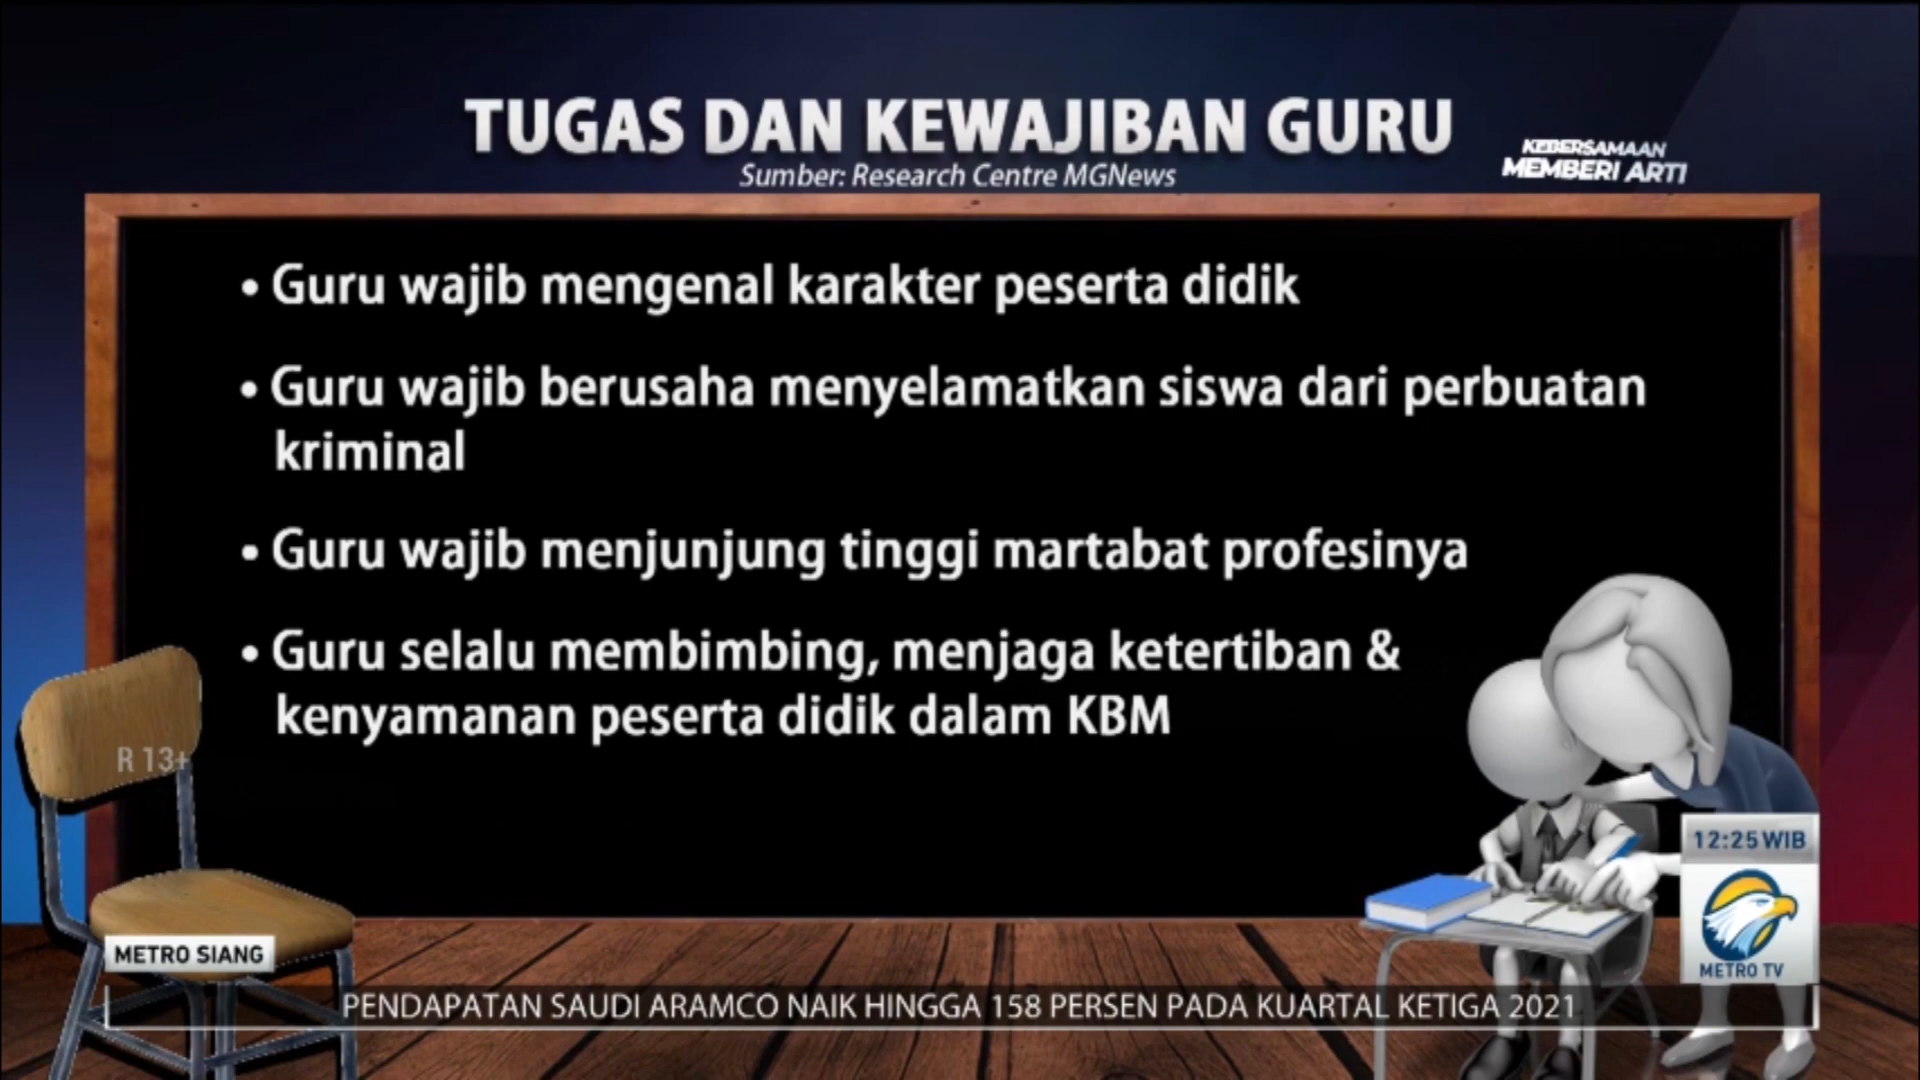 TUGAS DAN KEWAJIBAN GURU
Sumber: Research Centre MGNews
KEBERSAMAAN
MEMBERI ARTI
• Guru wajib mengenal karakter peserta didik
• Guru wajib berusaha menyelamatkan siswa dari perbuatan
kriminal
• Guru wajib menjunjung tinggi martabat profesinya
• Guru selalu membimbing, menjaga ketertiban &
kenyamanan peserta didik dalam KBM
R 13+
12:25 WIB
METRO TV
METRO SIANG
PENDAPATAN SAUDI ARAMCO NAIK HINGGA 158 PERSEN PADA KUARTAL KETIGA 2021